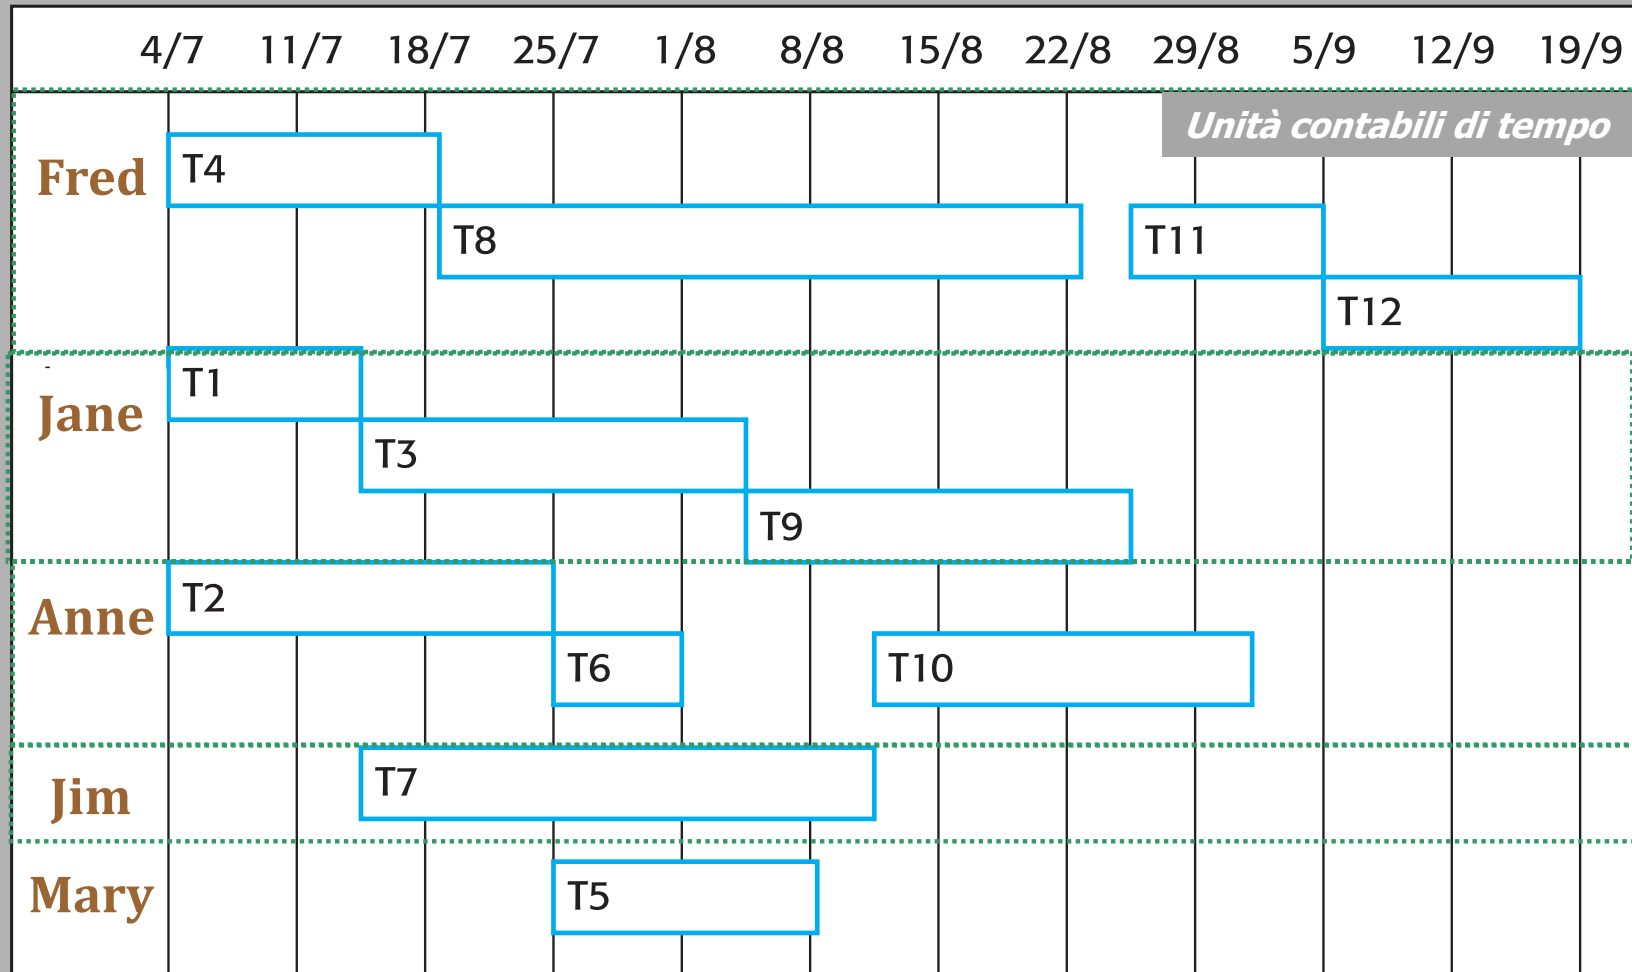 4/7 11/7 18/7 25/7 1/8 8/8 15/8 22/8 29/8 5/9 12/9 19/9
Unità contabili di tempo
Fred
T4
T8
T11
T12
Jane
T1
T3
T9
Anne
T2
T6
T10
Jim
T7
Mary
T5